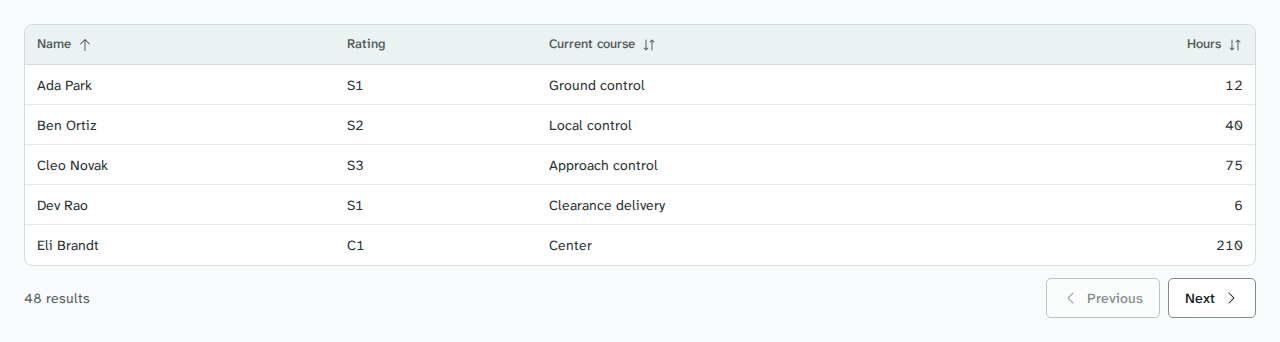 Name Rating Current course Hours
Ada Park S1 Ground control 12
Ben Ortiz S2 Local control 40
Cleo Novak S3 Approach control 75
Dev Rao S1 Clearance delivery 6
Eli Brandt C1 Center 210
48 results Previous Next